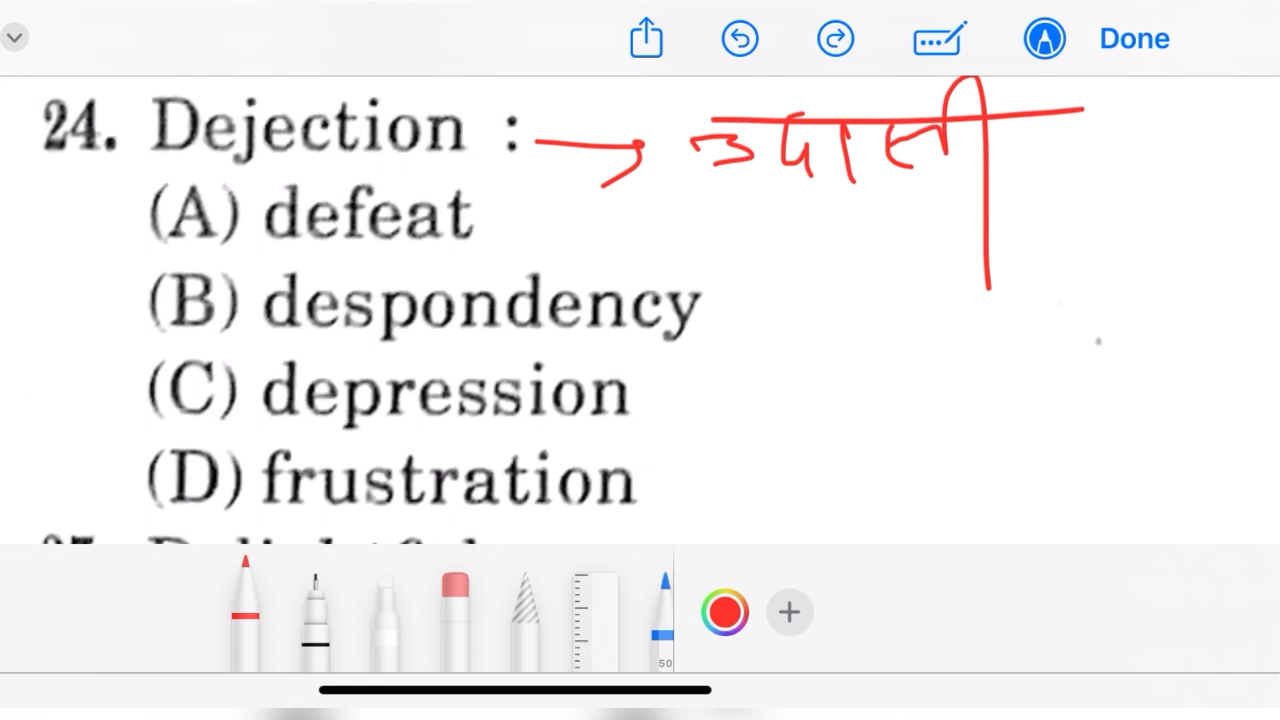 Done
24. Dejection : → उदासी
(A) defeat
(B) despondency
(C) depression
(D) frustration
50